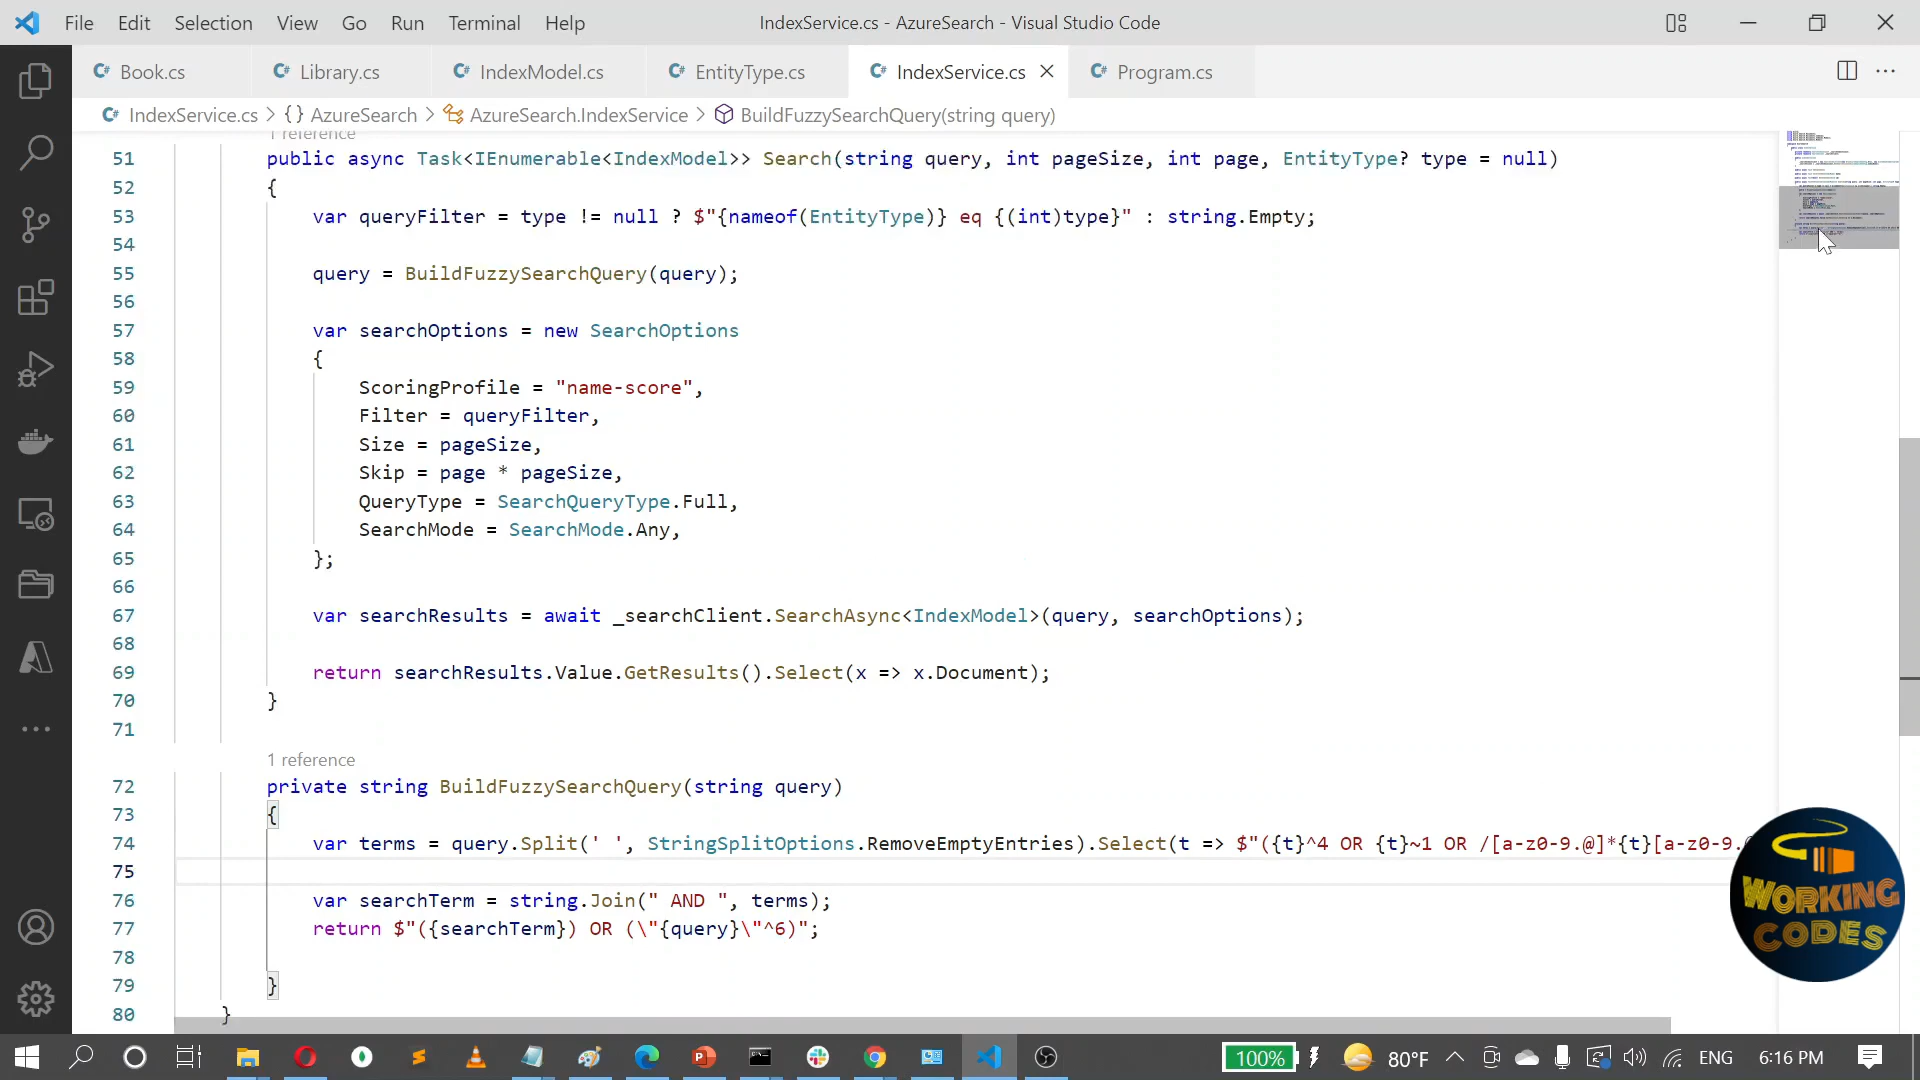 File Edit Selection View Go Run Terminal Help IndexService.cs - AzureSearch - Visual Studio Code
C# Book.cs C# Library.cs C# IndexModel.cs C# EntityType.cs C# IndexService.cs C# Program.cs
C# IndexService.cs > {} AzureSearch > AzureSearch.IndexService > BuildFuzzySearchQuery(string query)
1 reference
51 public async Task<IEnumerable<IndexModel>> Search(string query, int pageSize, int page, EntityType? type = null)
52 {
53 var queryFilter = type != null ? $"{nameof(EntityType)} eq {(int)type}" : string.Empty;
54
55 query = BuildFuzzySearchQuery(query);
56
57 var searchOptions = new SearchOptions
58 {
59 ScoringProfile = "name-score",
60 Filter = queryFilter,
61 Size = pageSize,
62 Skip = page * pageSize,
63 QueryType = SearchQueryType.Full,
64 SearchMode = SearchMode.Any,
65 };
66
67 var searchResults = await _searchClient.SearchAsync<IndexModel>(query, searchOptions);
68
69 return searchResults.Value.GetResults().Select(x => x.Document);
70 }
71
1 reference
72 private string BuildFuzzySearchQuery(string query)
73 {
74 var terms = query.Split(' ', StringSplitOptions.RemoveEmptyEntries).Select(t => $"({t}^4 OR {t}~1 OR /[a-z0-9.@]*{t}[a-z0-9.
75
76 var searchTerm = string.Join(" AND ", terms);
77 return $"({searchTerm}) OR (\"{query}\"^6)";
78
79 }
80 }
WORKING
CODES
100% 80°F ENG 6:16 PM